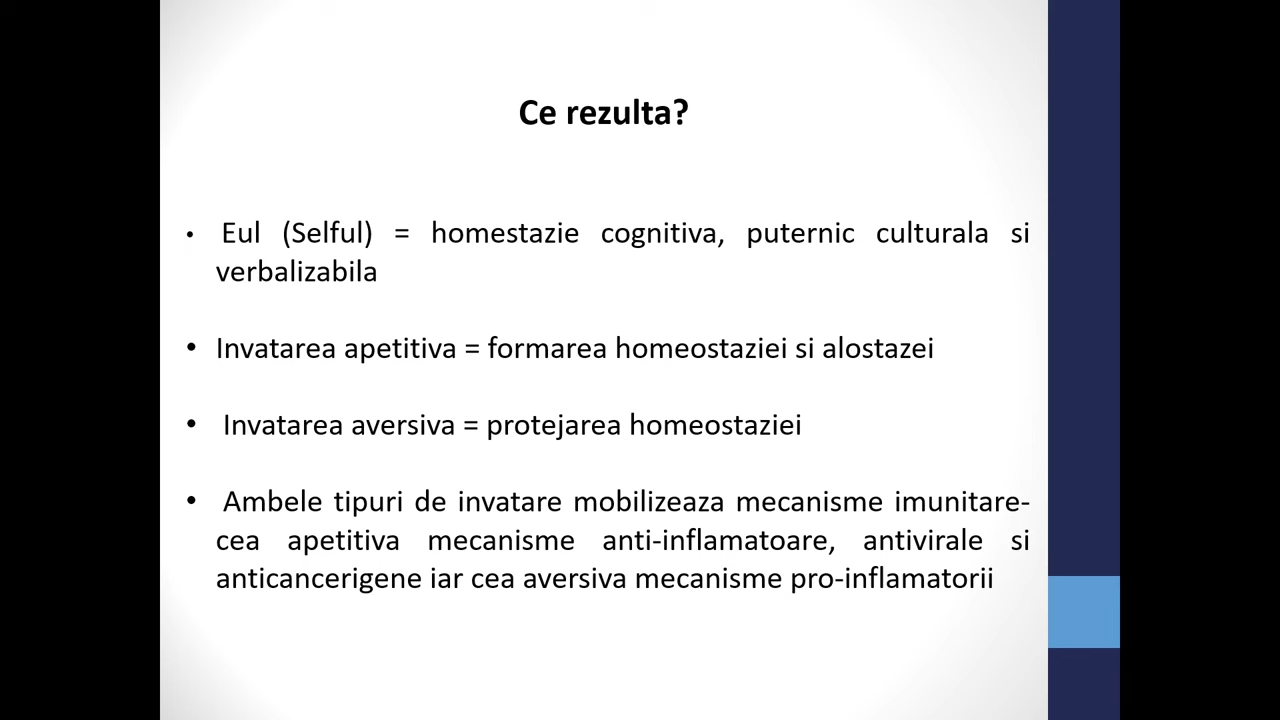 Ce rezulta?
• Eul (Selful) = homestazie cognitiva, puternic culturala si
verbalizabila
• Invatarea apetitiva = formarea homeostaziei si alostazei
• Invatarea aversiva = protejarea homeostaziei
• Ambele tipuri de invatare mobilizeaza mecanisme imunitare-
cea apetitiva mecanisme anti-inflamatoare, antivirale si
anticancerigene iar cea aversiva mecanisme pro-inflamatorii